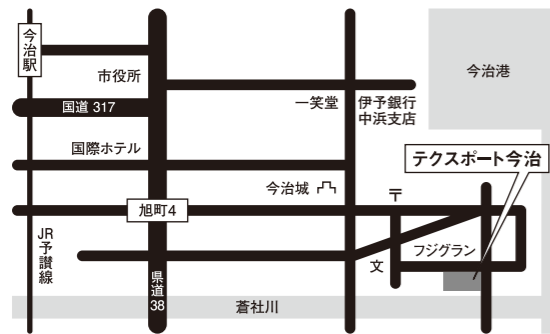 今治駅
市役所
国道 317
一笑堂
伊予銀行
中浜支店
今治港
国際ホテル
テクスポート今治
今治城
〒
旭町4
JR予讃線
県道38
文
フジグラン
蒼社川